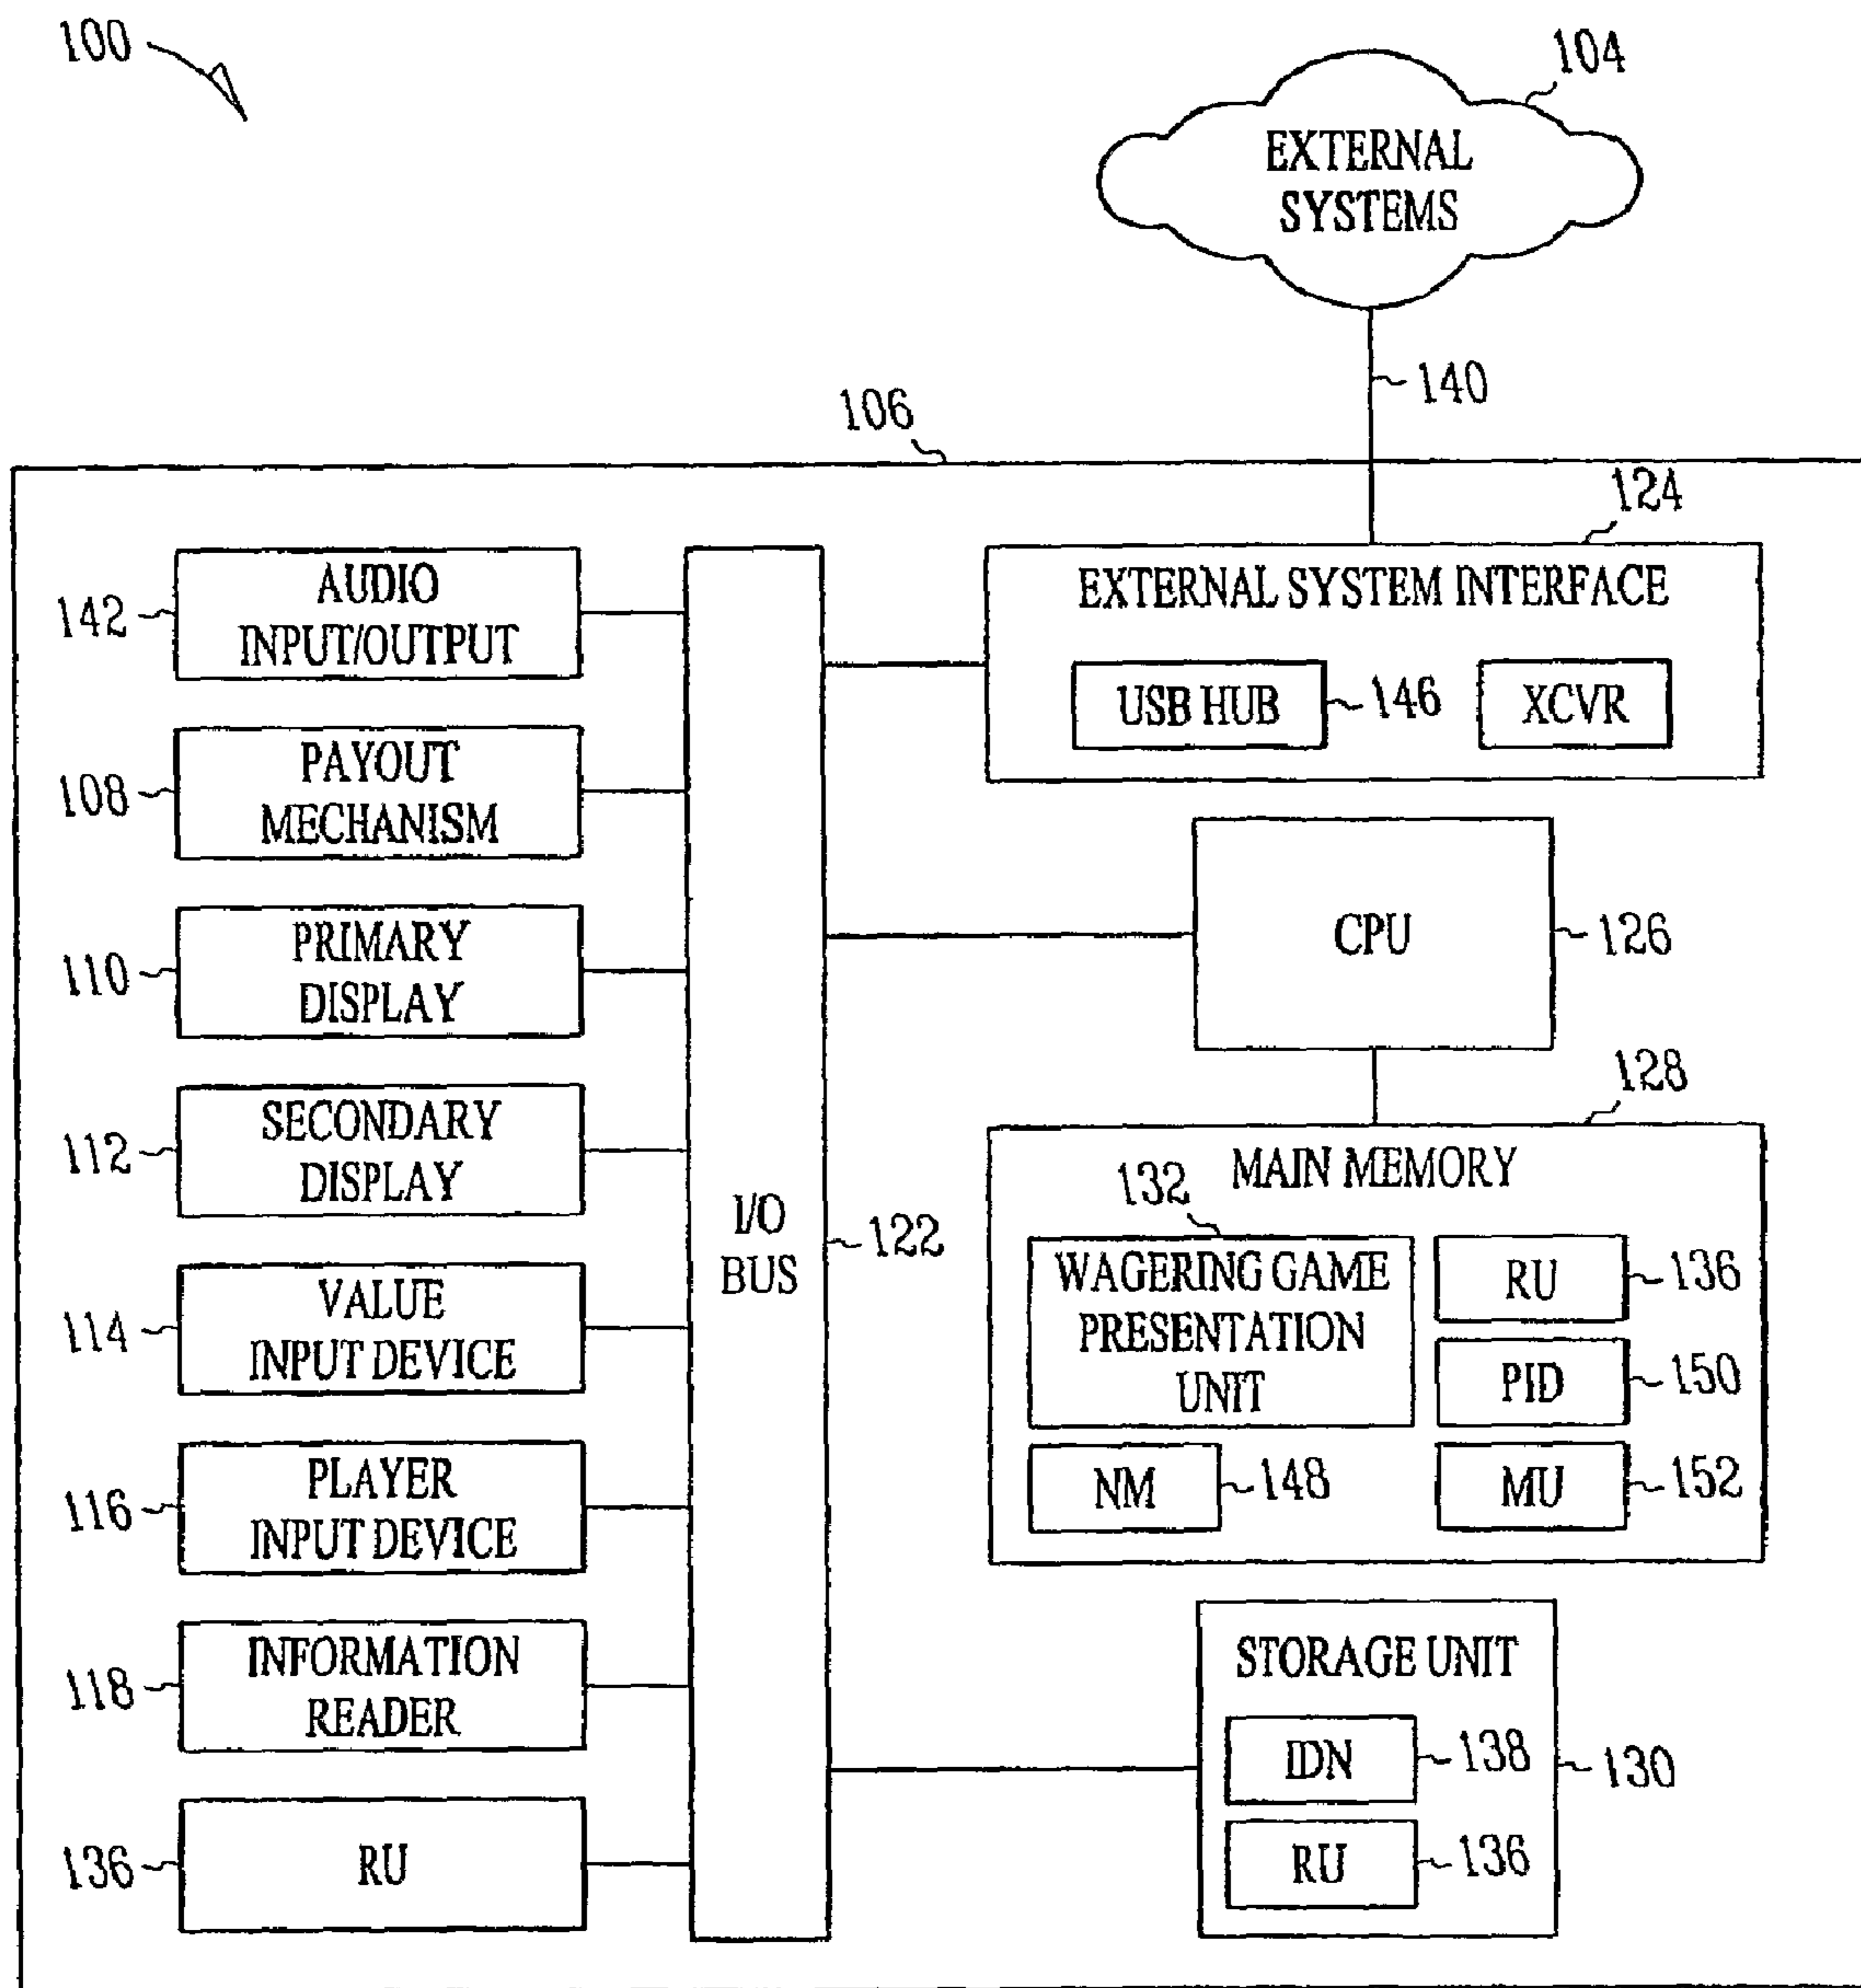 100
104
EXTERNAL
SYSTEMS
140
106
124
AUDIO
INPUT/OUTPUT
142
EXTERNAL SYSTEM INTERFACE
USB HUB
146
XCVR
PAYOUT
MECHANISM
108
PRIMARY
DISPLAY
110
CPU
126
SECONDARY
DISPLAY
112
I/O
BUS
122
128
MAIN MEMORY
132
WAGERING GAME
PRESENTATION
UNIT
RU
136
PID
150
NM
148
MU
152
VALUE
INPUT DEVICE
114
PLAYER
INPUT DEVICE
116
INFORMATION
READER
118
RU
136
STORAGE UNIT
IDN
138
130
RU
136